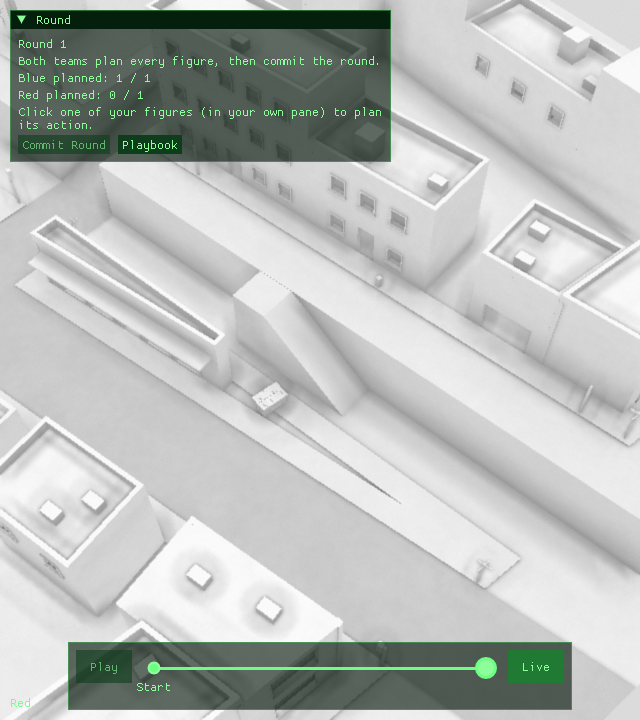 Round
Round 1
Both teams plan every figure, then commit the round.
Blue planned: 1 / 1
Red planned: 0 / 1
Click one of your figures (in your own pane) to plan
its action.
Commit Round
Playbook
Play
Live
Start
Red